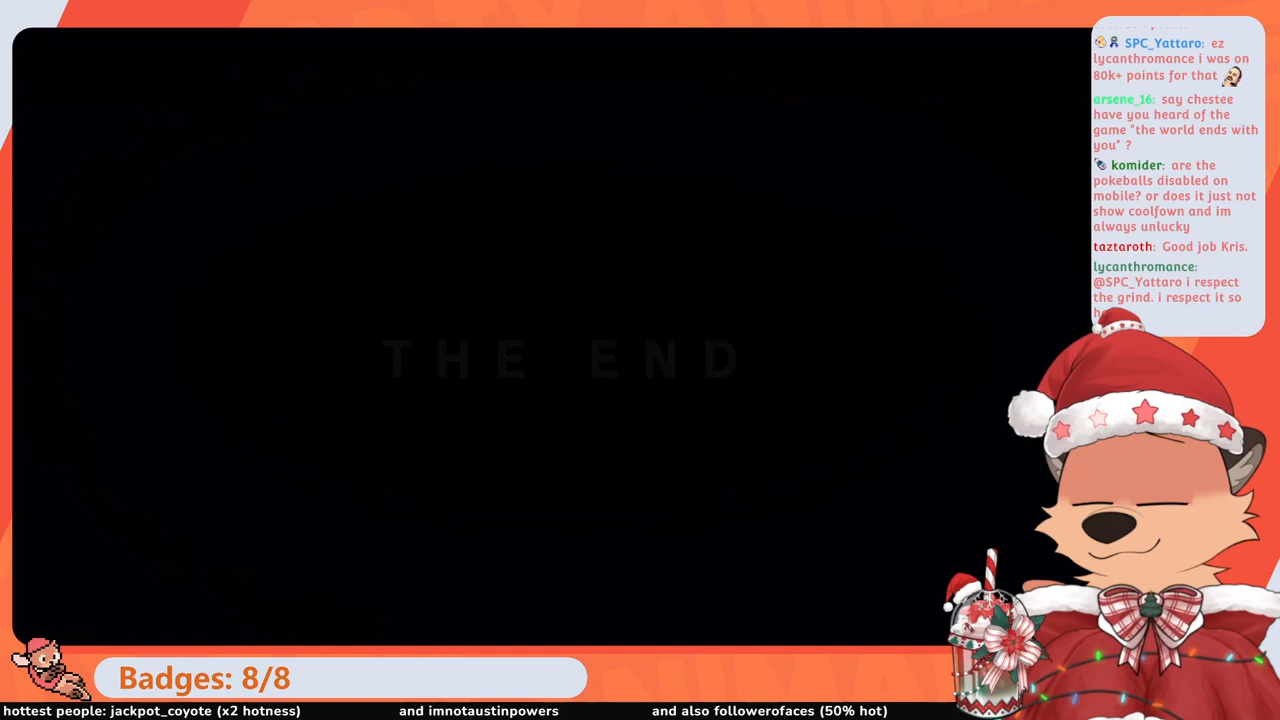 SPC_Yattaro: ez
lycanthromance i was on
80k+ points for that
arsene_16: say chestee
have you heard of the
game "the world ends with
you" ?
komider: are the
pokeballs disabled on
mobile? or does it just not
show coolfown and im
always unlucky
taztaroth: Good job Kris.
lycanthromance:
@SPC_Yattaro i respect
the grind. i respect it so
THE END
Badges: 8/8
hottest people: jackpot_coyote (x2 hotness) and imnotaustinpowers and also followerofaces (50% hot)